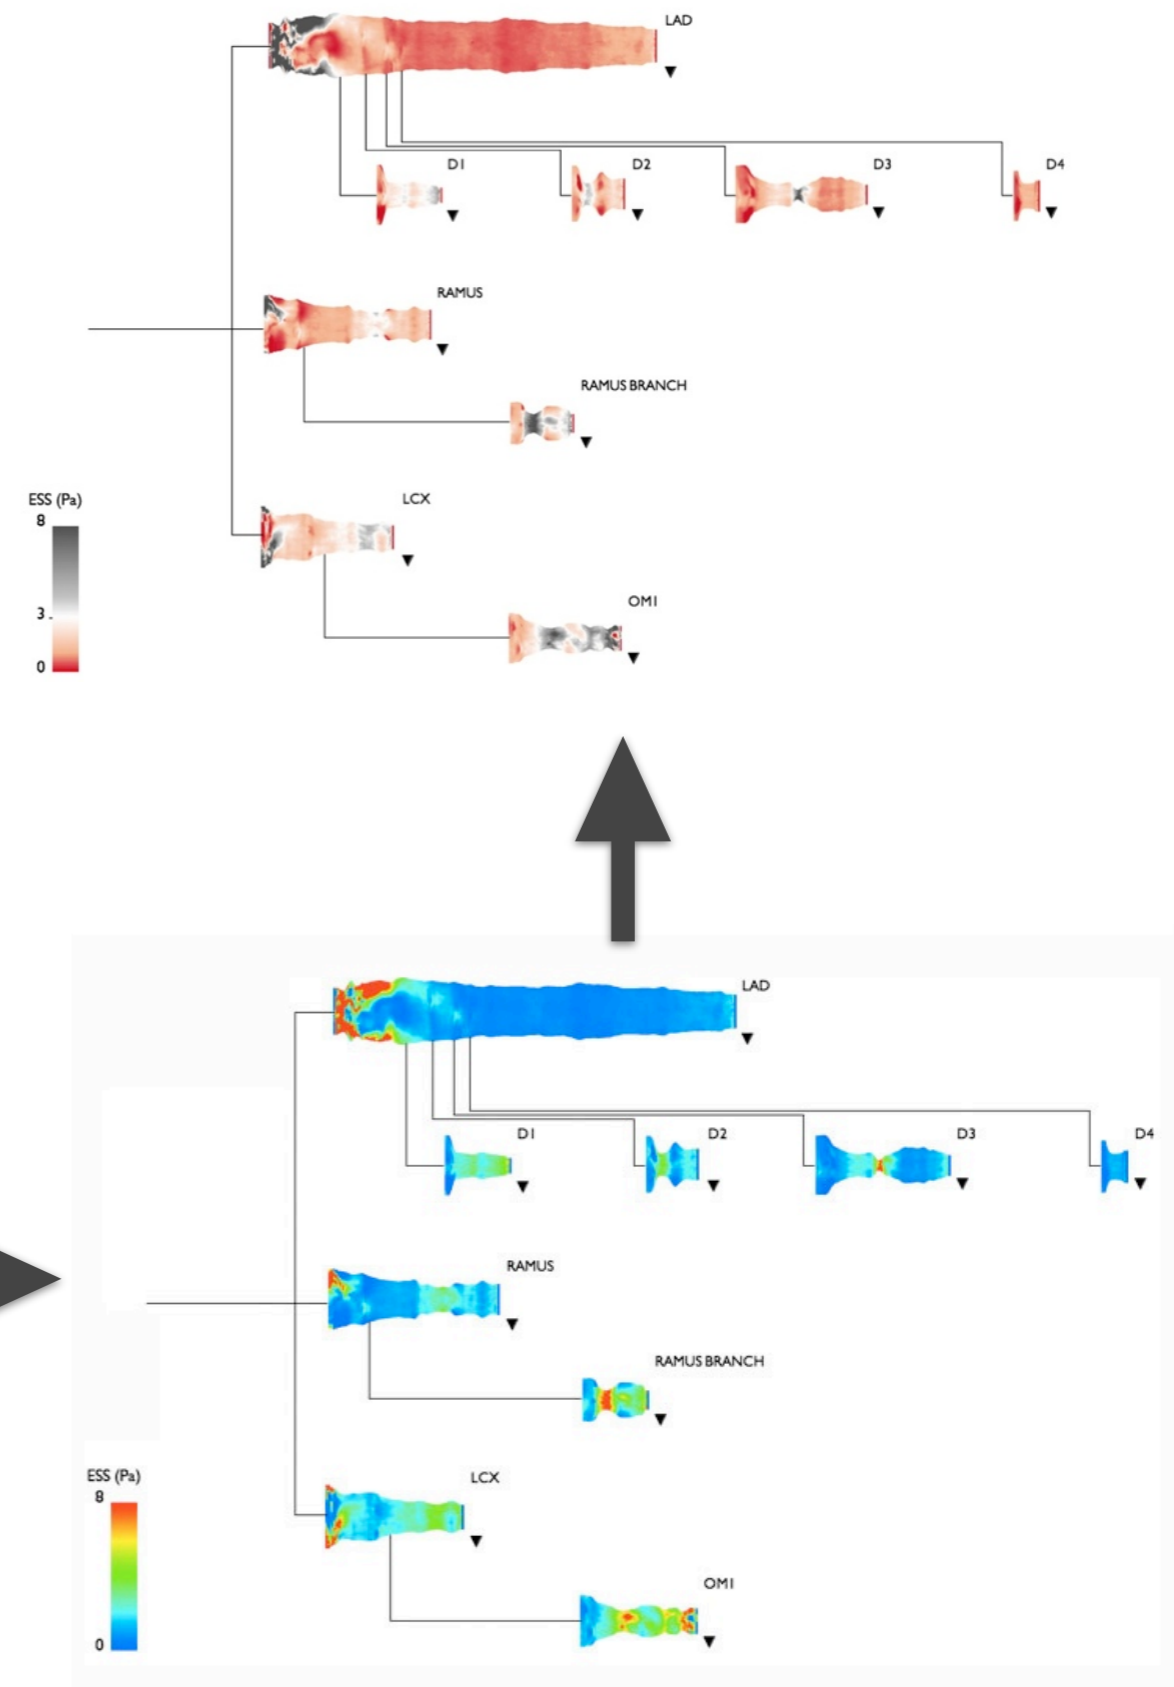 LAD
D1
D2
D3
D4
RAMUS
RAMUS BRANCH
LCX
ESS (Pa)
8
3
0
OM1
LAD
D1
D2
D3
D4
RAMUS
RAMUS BRANCH
LCX
ESS (Pa)
8
0
OM1